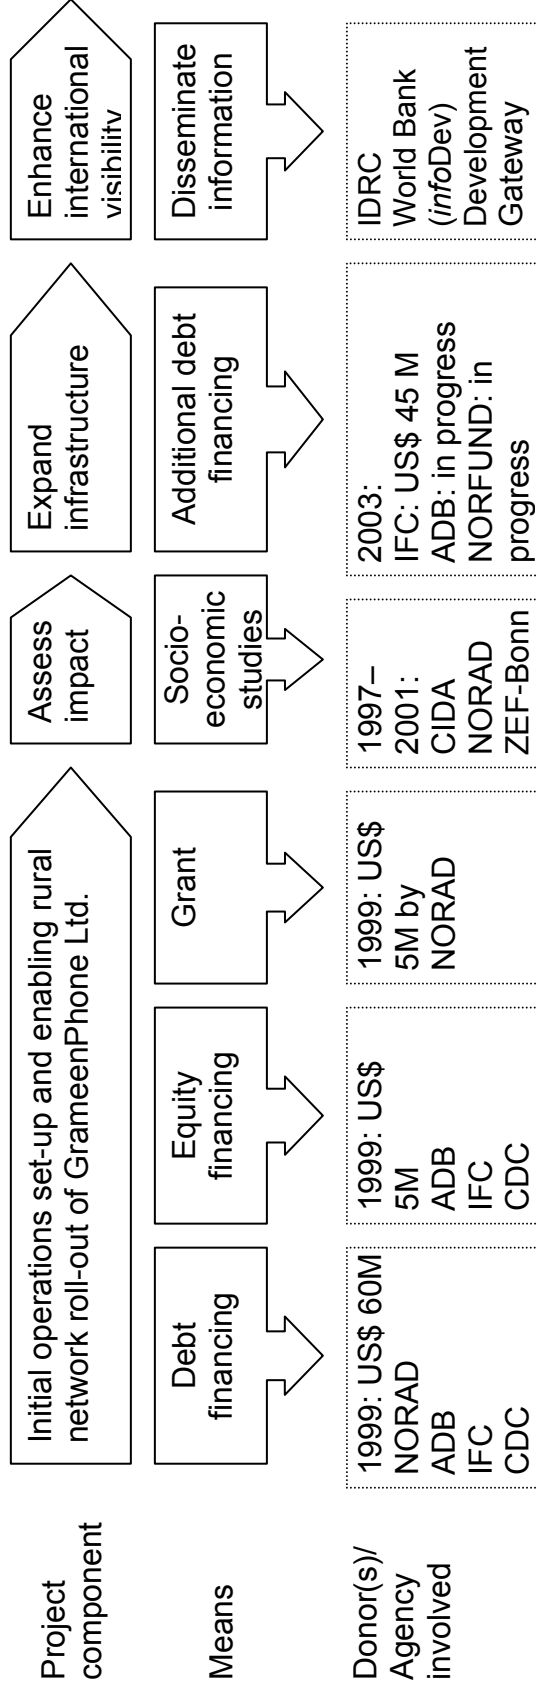 Project
component
Initial operations set-up and enabling rural
network roll-out of GrameenPhone Ltd.
Assess
impact
Expand
infrastructure
Enhance
international
visibility
Means
Debt
financing
Equity
financing
Grant
Socio-
economic
studies
Additional debt
financing
Disseminate
information
Donor(s)/
Agency
involved
1999: US$ 60M
NORAD
ADB
IFC
CDC
1999: US$
5M
ADB
IFC
CDC
1999: US$
5M by
NORAD
1997–
2001:
CIDA
NORAD
ZEF-Bonn
2003:
IFC: US$ 45 M
ADB: in progress
NORFUND: in
progress
IDRC
World Bank
(infoDev)
Development
Gateway